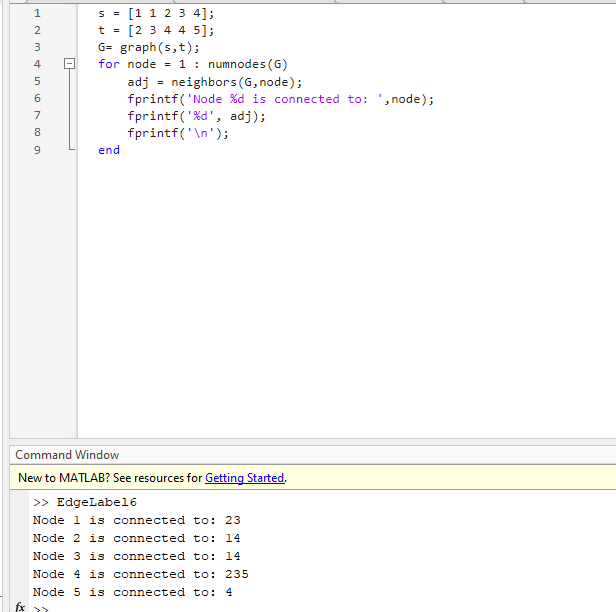 1 s = [1 1 2 3 4];
2 t = [2 3 4 4 5];
3 G= graph(s,t);
4 for node = 1 : numnodes(G)
5 adj = neighbors(G,node);
6 fprintf('Node %d is connected to: ',node);
7 fprintf('%d', adj);
8 fprintf('\n');
9 end
Command Window
New to MATLAB? See resources for Getting Started.
>> EdgeLabel6
Node 1 is connected to: 23
Node 2 is connected to: 14
Node 3 is connected to: 14
Node 4 is connected to: 235
Node 5 is connected to: 4
fx >>